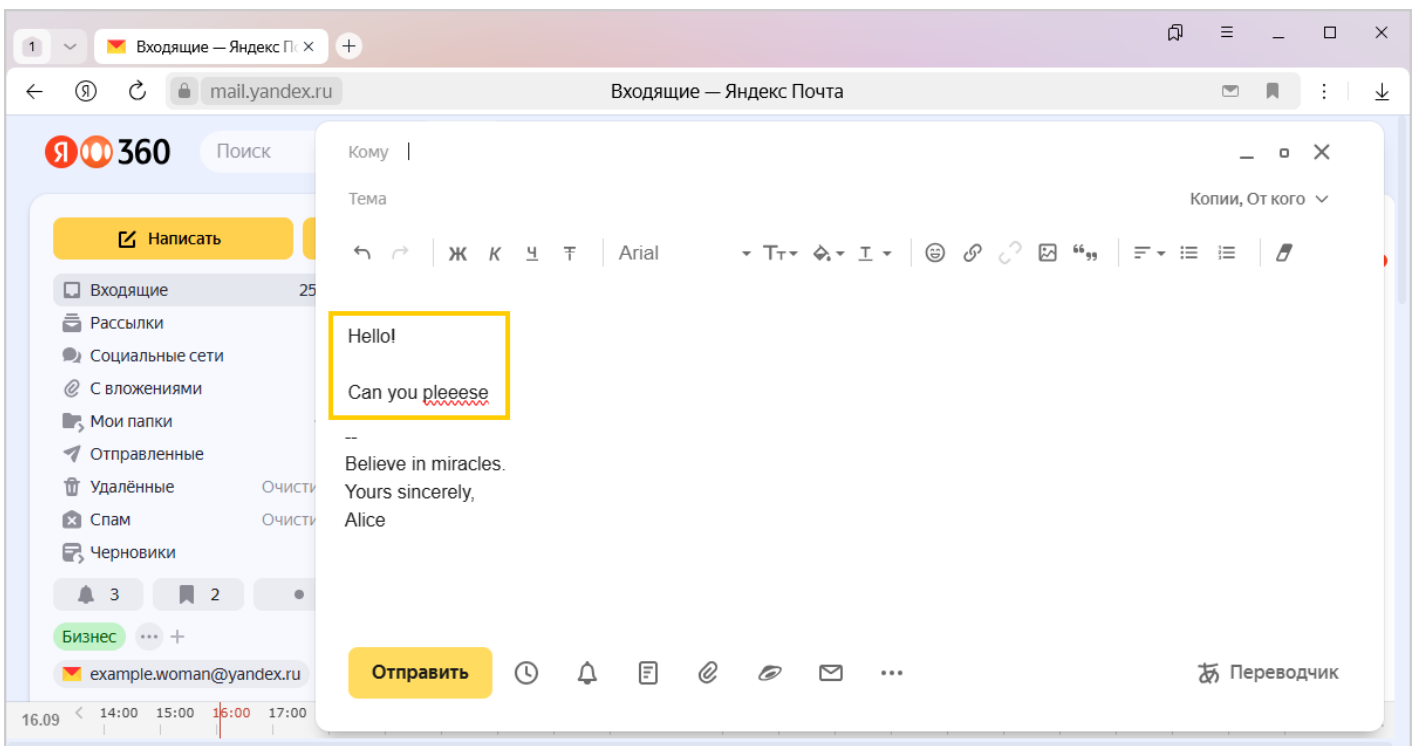 1
Входящие — Яндекс П
mail.yandex.ru
Входящие — Яндекс Почта
Я 360
Поиск
Написать
Входящие 25
Рассылки
Социальные сети
С вложениями
Мои папки
Отправленные
Удалённые
Спам
Черновики
3 2
Бизнес
example.woman@yandex.ru
16.09 14:00 15:00 16:00 17:00
Кому
Тема
Копии, От кого
Ж К Ч Т Arial Тт Т
Hello!
Can you pleeese
--
Believe in miracles.
Yours sincerely,
Alice
Отправить
あ Переводчик